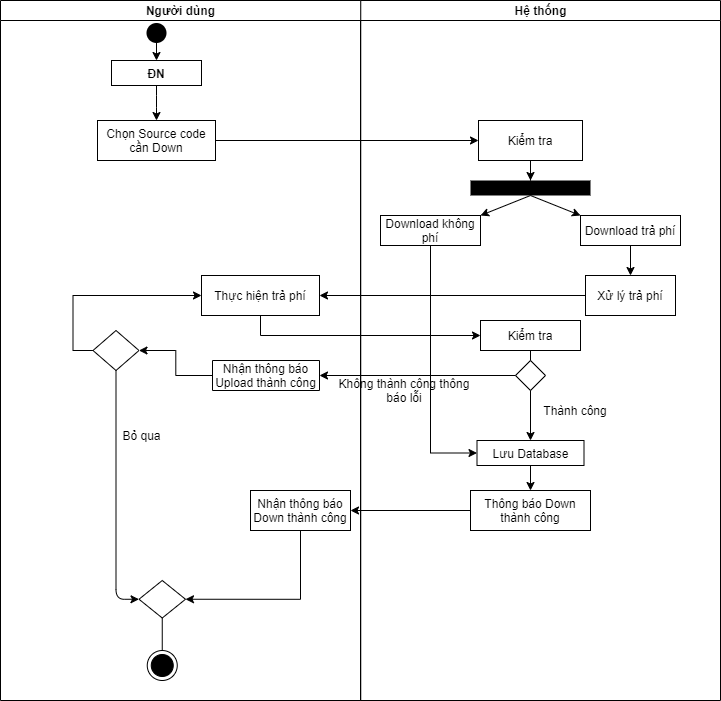 Người dùng
Hệ thống
ĐN
Chọn Source code
cần Down
Kiểm tra
Download không
phí
Download trả phí
Thực hiện trả phí
Xử lý trả phí
Kiểm tra
Nhận thông báo
Upload thành công
Không thành công thông
báo lỗi
Thành công
Bỏ qua
Lưu Database
Nhận thông báo
Down thành công
Thông báo Down
thành công